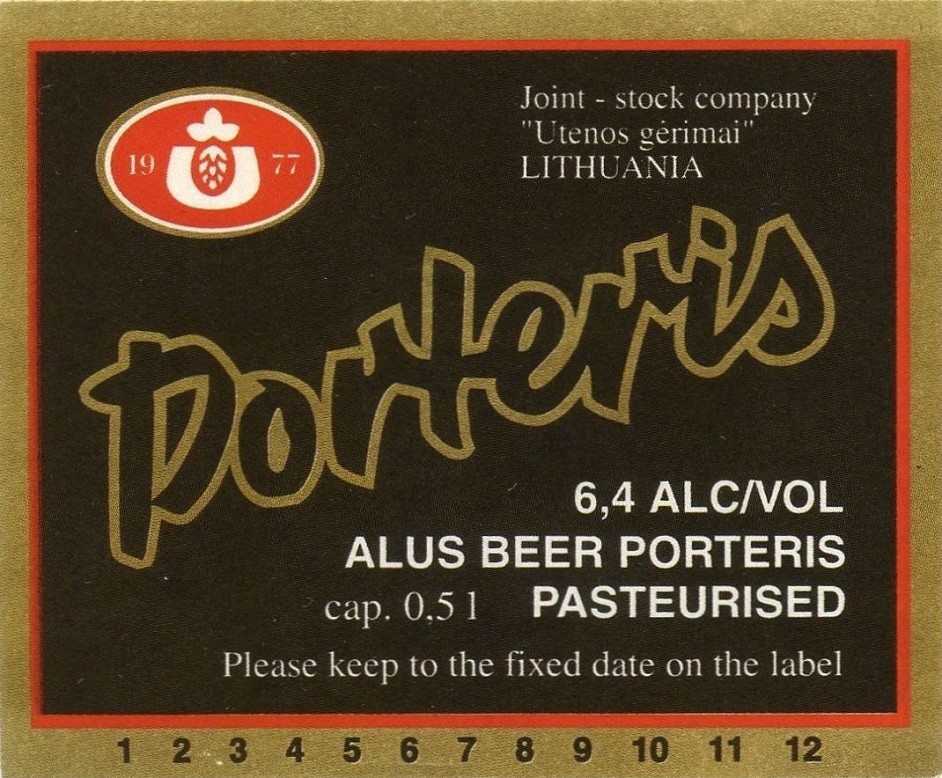 Joint - stock company
"Utenos gėrimai"
LITHUANIA
19 77
Porteris
6,4 ALC/VOL
ALUS BEER PORTERIS
cap. 0,5 l PASTEURISED
Please keep to the fixed date on the label
1 2 3 4 5 6 7 8 9 10 11 12